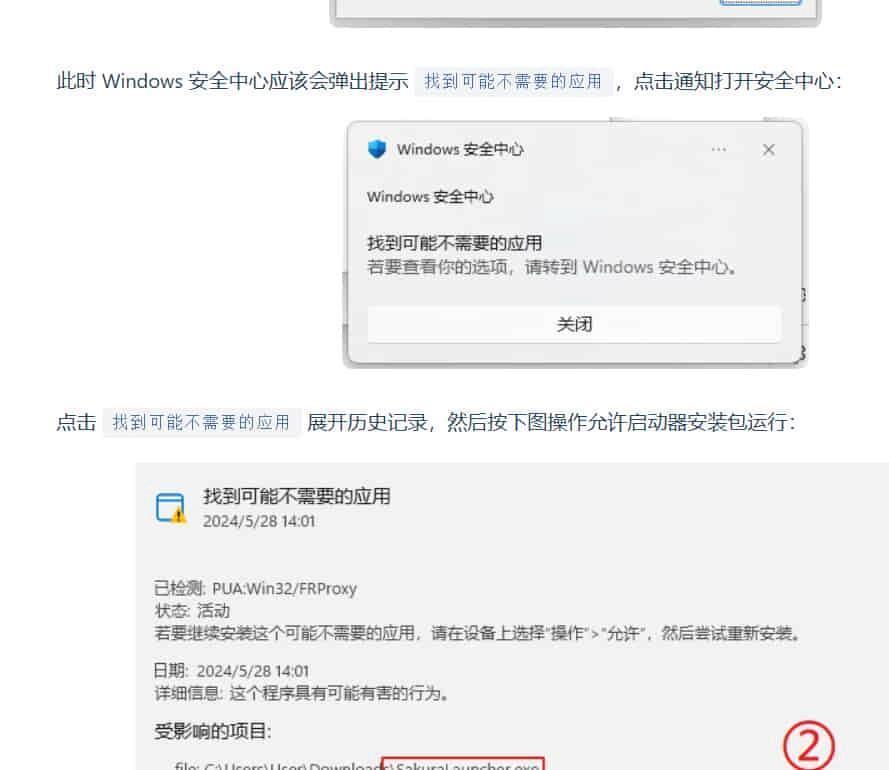 此时 Windows 安全中心应该会弹出提示 找到可能不需要的应用 ，点击通知打开安全中心：
Windows 安全中心
Windows 安全中心
找到可能不需要的应用
若要查看你的选项，请转到 Windows 安全中心。
关闭
点击 找到可能不需要的应用 展开历史记录，然后按下图操作允许启动器安装包运行：
找到可能不需要的应用
2024/5/28 14:01
已检测: PUA:Win32/FRProxy
状态: 活动
若要继续安装这个可能不需要的应用，请在设备上选择"操作">"允许"，然后尝试重新安装。
日期: 2024/5/28 14:01
详细信息: 这个程序具有可能有害的行为。
受影响的项目:
②
file: C:\Users\User\Downloads\SakuraLauncher.exe